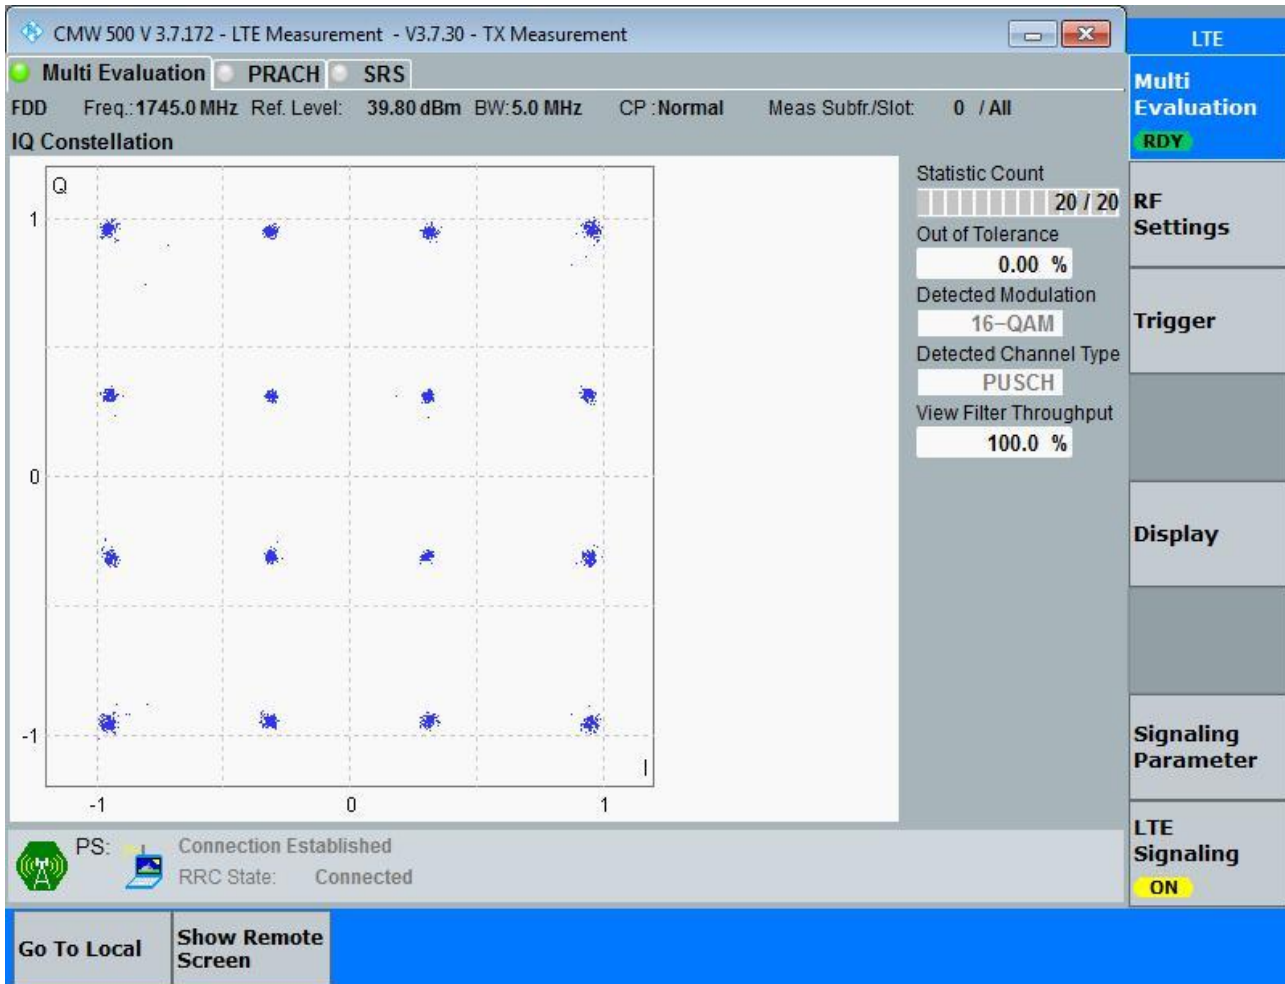 CMW 500 V 3.7.172 - LTE Measurement - V3.7.30 - TX Measurement
Multi Evaluation PRACH SRS
FDD Freq.:1745.0 MHz Ref. Level: 39.80 dBm BW:5.0 MHz CP :Normal Meas Subfr./Slot: 0 / All
IQ Constellation
Q
1
0
-1
I
-1 0 1
Statistic Count
20 / 20
Out of Tolerance
0.00 %
Detected Modulation
16-QAM
Detected Channel Type
PUSCH
View Filter Throughput
100.0 %
PS: Connection Established
RRC State: Connected
LTE
Multi
Evaluation
RDY
RF
Settings
Trigger
Display
Signaling
Parameter
LTE
Signaling
ON
Go To Local
Show Remote
Screen